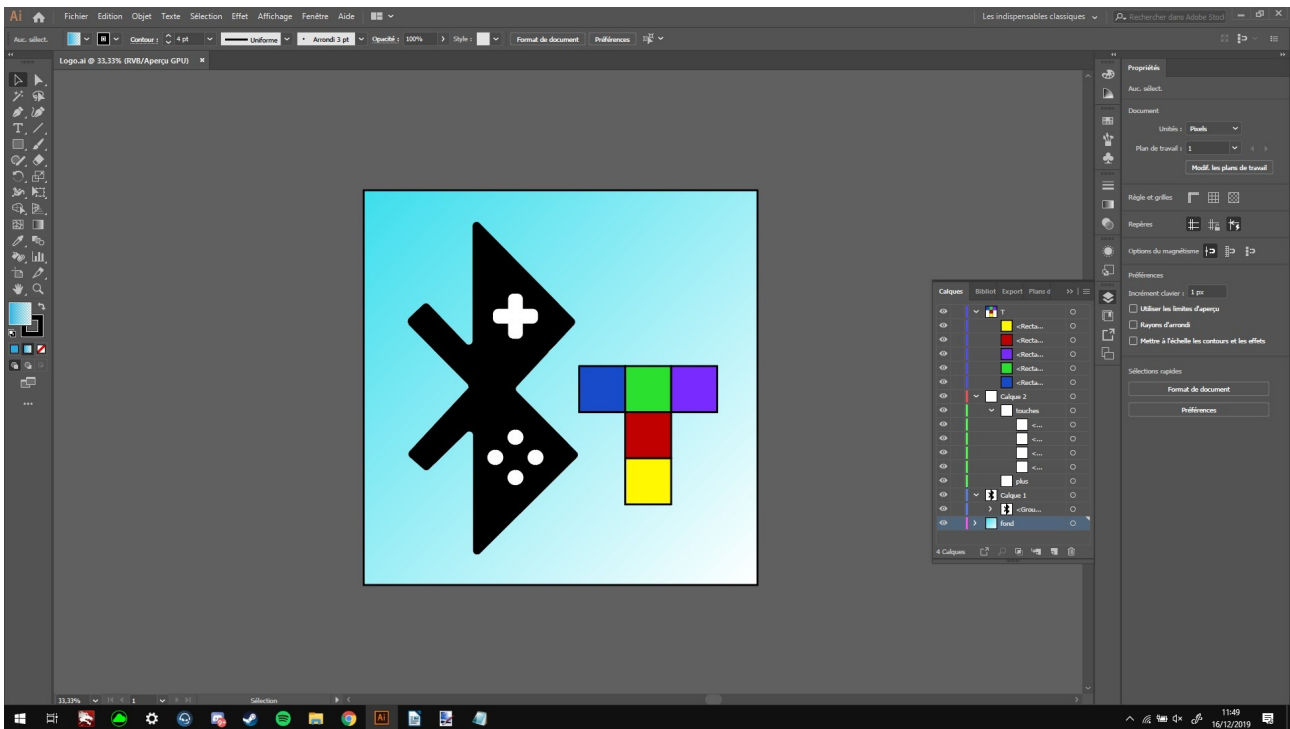 Ai Fichier Edition Objet Texte Sélection Effet Affichage Fenêtre Aide Les indispensables classiques Rechercher dans Adobe Stock
Auc. sélect. Contour : 4 pt Uniforme Arrondi 3 pt Opacité : 100% Style : Format de document Préférences
Logo.ai @ 33,33% (RVB/Aperçu GPU) ×
Propriétés
Auc. sélect.
Document
Unités : Pixels
Plan de travail : 1
Modif. les plans de travail
Règle et grilles
Repères
Options du magnétisme
Préférences
Incrément clavier : 1 px
Utiliser les limites d'aperçu
Rayons d'arrondi
Mettre à l'échelle les contours et les effets
Sélections rapides
Format de document
Préférences
Calques Bibliot Export Plans d
T
<Recta...
<Recta...
<Recta...
<Recta...
<Recta...
Calque 2
touches
<...
<...
<...
<...
plus
Calque 1
<Grou...
fond
4 Calques
33,33% 1 Sélection
Ai
11:49
16/12/2019